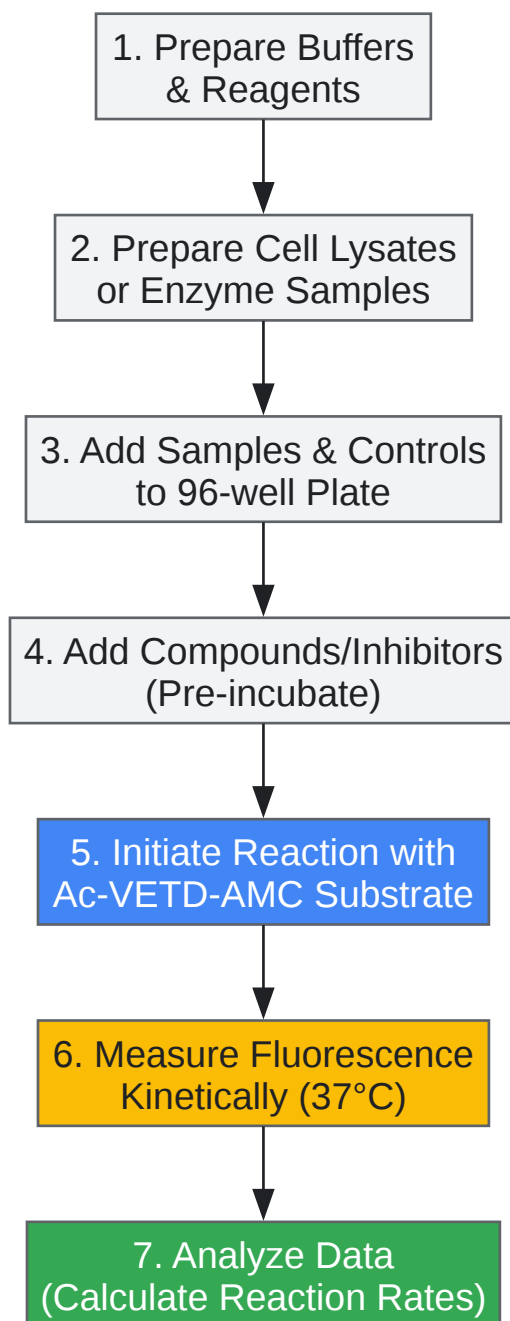 1. Prepare Buffers
& Reagents
2. Prepare Cell Lysates
or Enzyme Samples
3. Add Samples & Controls
to 96-well Plate
4. Add Compounds/Inhibitors
(Pre-incubate)
5. Initiate Reaction with
Ac-VETD-AMC Substrate
6. Measure Fluorescence
Kinetically (37°C)
7. Analyze Data
(Calculate Reaction Rates)